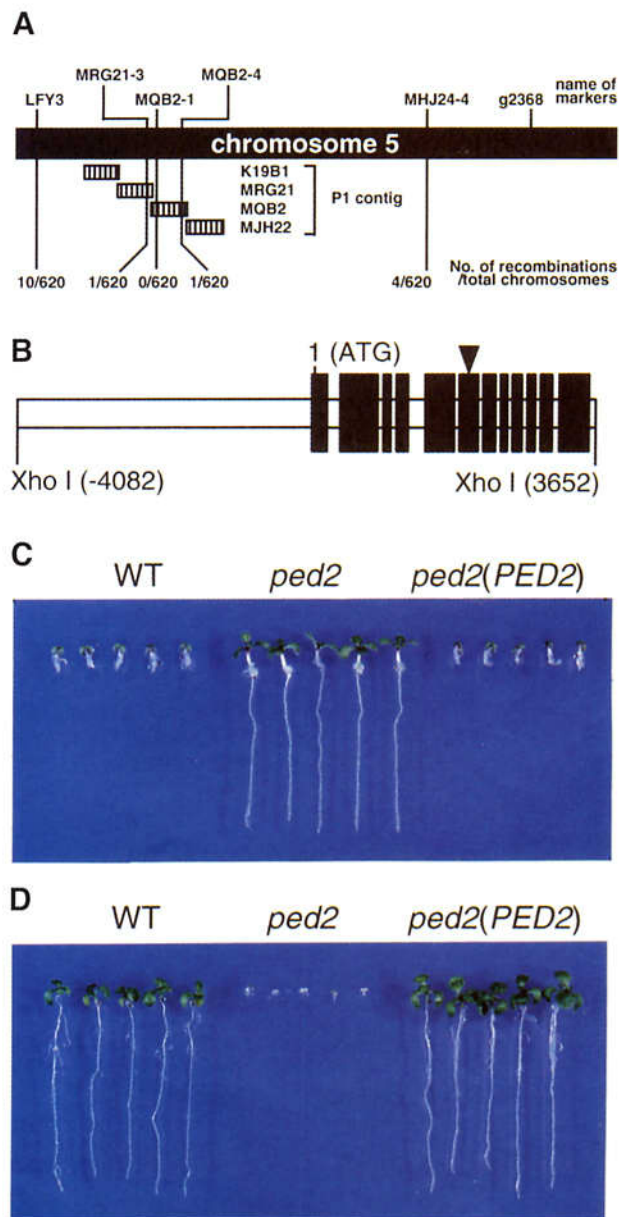 A
MRG21-3 MQB2-4
LFY3 MQB2-1 MHJ24-4 g2368 name of markers
chromosome 5
K19B1
MRG21
MQB2
MJH22
P1 contig
10/620 1/620 0/620 1/620 4/620 No. of recombinations /total chromosomes
B
1 (ATG)
Xho I (-4082) Xho I (3652)
C
WT ped2 ped2(PED2)
D
WT ped2 ped2(PED2)